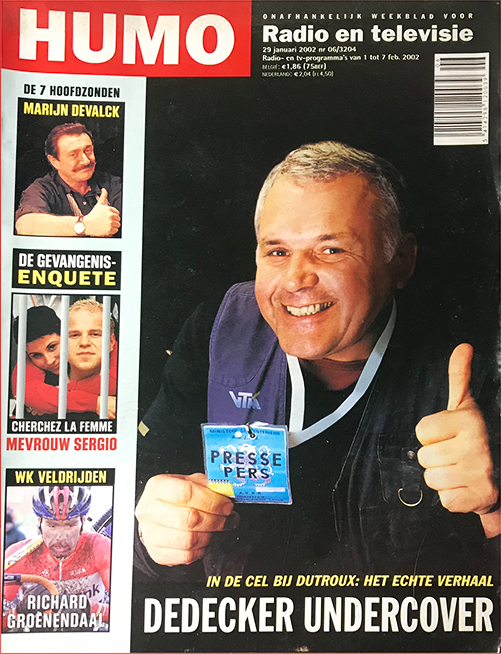 HUMO
ONAFHANKELIJK WEEKBLAD VOOR
Radio en televisie
29 januari 2002 nr 06/3204
Radio- en tv-programma's van 1 tot 7 feb. 2002
BELGIË: €1,86 (75BEF)
NEDERLAND: €2,04 (Fl4,50)
DE 7 HOOFDZONDEN
MARIJN DEVALCK
DE GEVANGENIS-
ENQUETE
CHERCHEZ LA FEMME
MEVROUW SERGIO
WK VELDRIJDEN
RICHARD
GROENENDAAL
VTM
PRESSE
PERS
IN DE CEL BIJ DUTROUX: HET ECHTE VERHAAL
DEDECKER UNDERCOVER